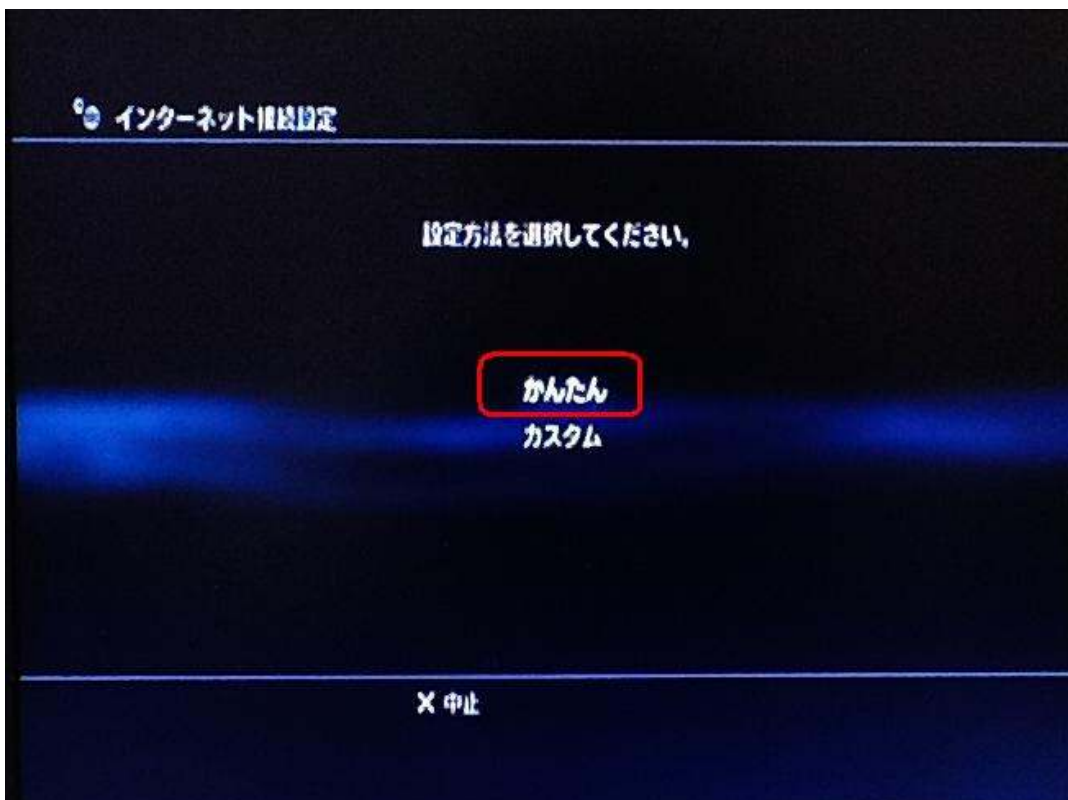 インターネット接続設定
設定方法を選択してください。
かんたん
カスタム
✕ 中止